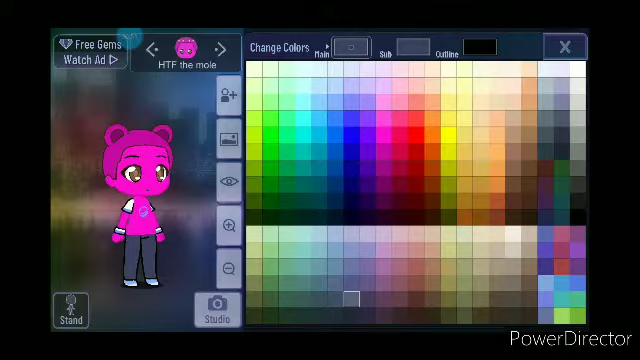 Free Gems
Watch Ad
HTF the mole
Change Colors
Main
Sub
Outline
X
Stand
Studio
PowerDirector